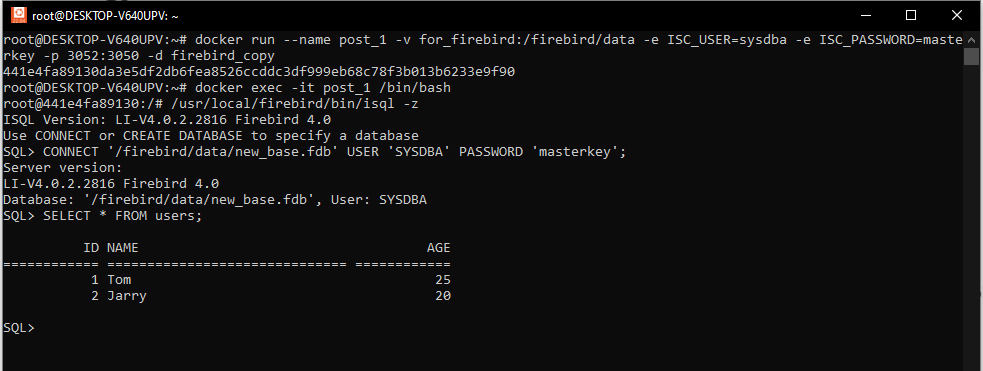 root@DESKTOP-V640UPV: ~
root@DESKTOP-V640UPV:~# docker run --name post_1 -v for_firebird:/firebird/data -e ISC_USER=sysdba -e ISC_PASSWORD=maste
rkey -p 3052:3050 -d firebird_copy
441e4fa89130da3e5df2db6fea8526ccddc3df999eb68c78f3b013b6233e9f90
root@DESKTOP-V640UPV:~# docker exec -it post_1 /bin/bash
root@441e4fa89130:/# /usr/local/firebird/bin/isql -z
ISQL Version: LI-V4.0.2.2816 Firebird 4.0
Use CONNECT or CREATE DATABASE to specify a database
SQL> CONNECT '/firebird/data/new_base.fdb' USER 'SYSDBA' PASSWORD 'masterkey';
Server version:
LI-V4.0.2.2816 Firebird 4.0
Database: '/firebird/data/new_base.fdb', User: SYSDBA
SQL> SELECT * FROM users;
ID NAME AGE
============ =============================== ============
1 Tom 25
2 Jarry 20
SQL>